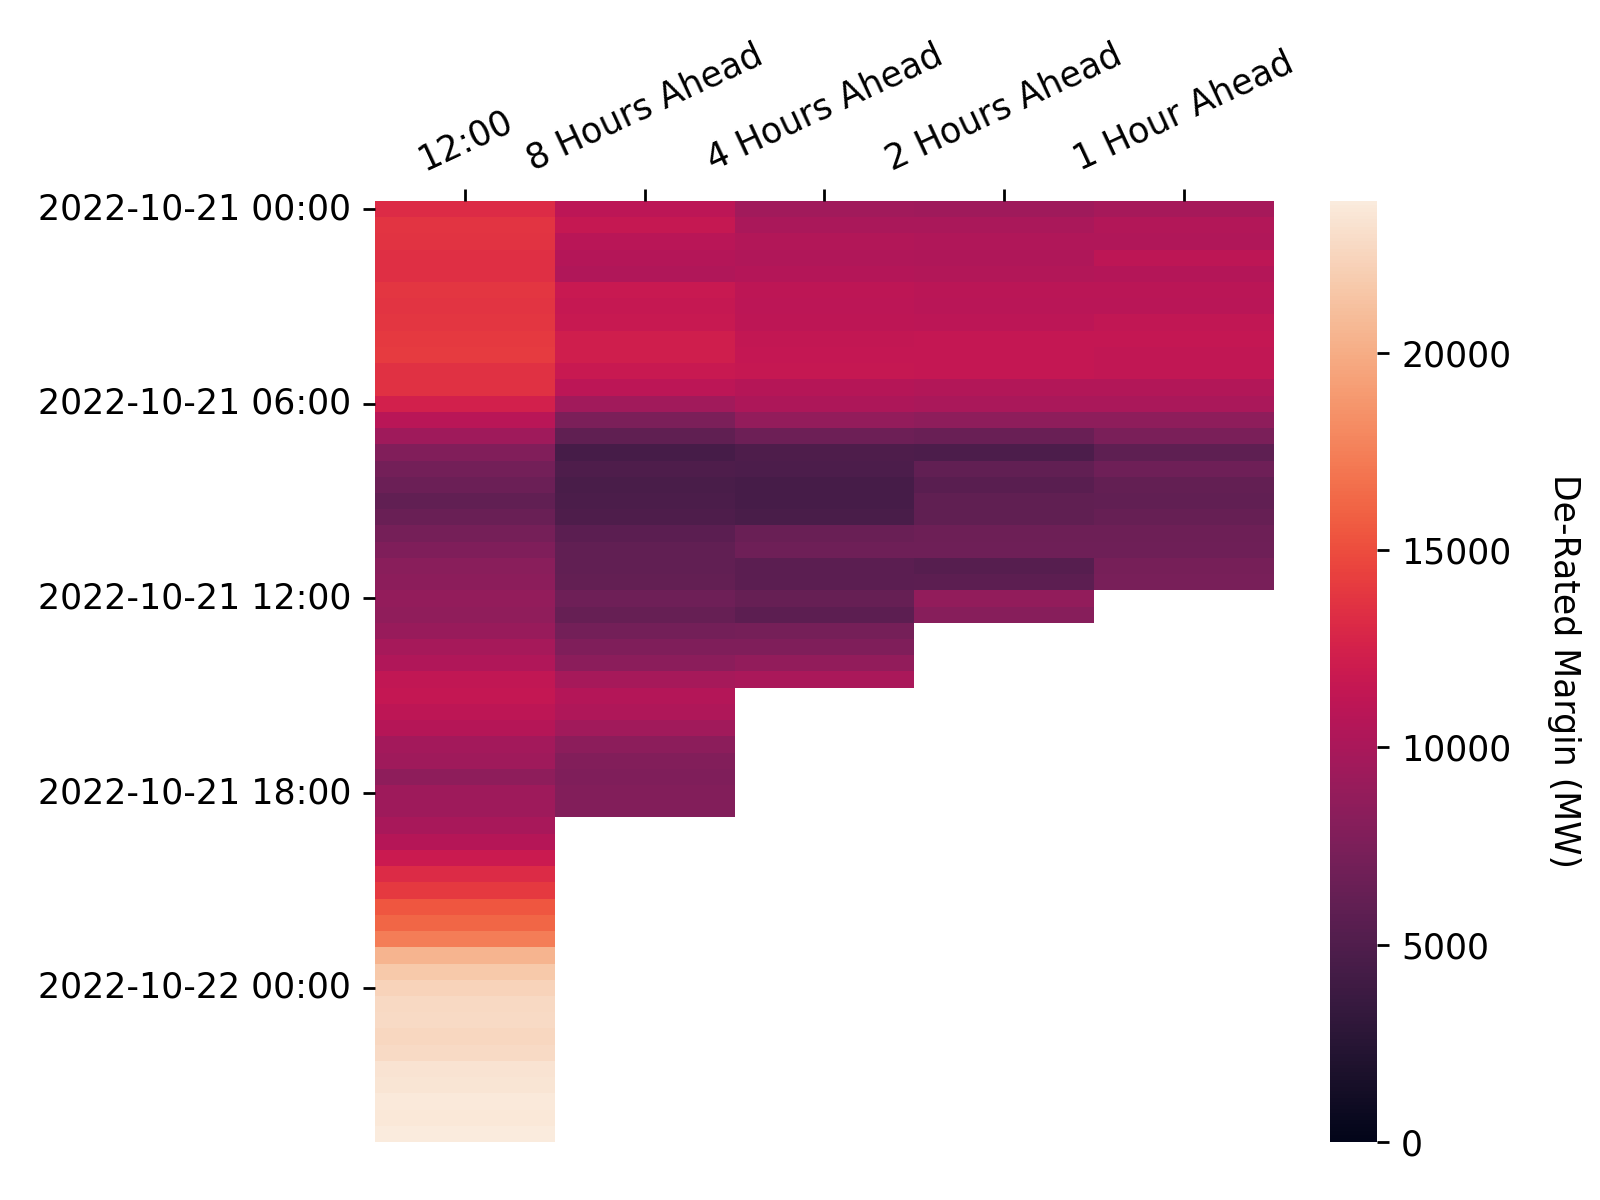 12:00
8 Hours Ahead
4 Hours Ahead
2 Hours Ahead
1 Hour Ahead
2022-10-21 00:00
2022-10-21 06:00
2022-10-21 12:00
2022-10-21 18:00
2022-10-22 00:00
20000
15000
10000
5000
0
De-Rated Margin (MW)